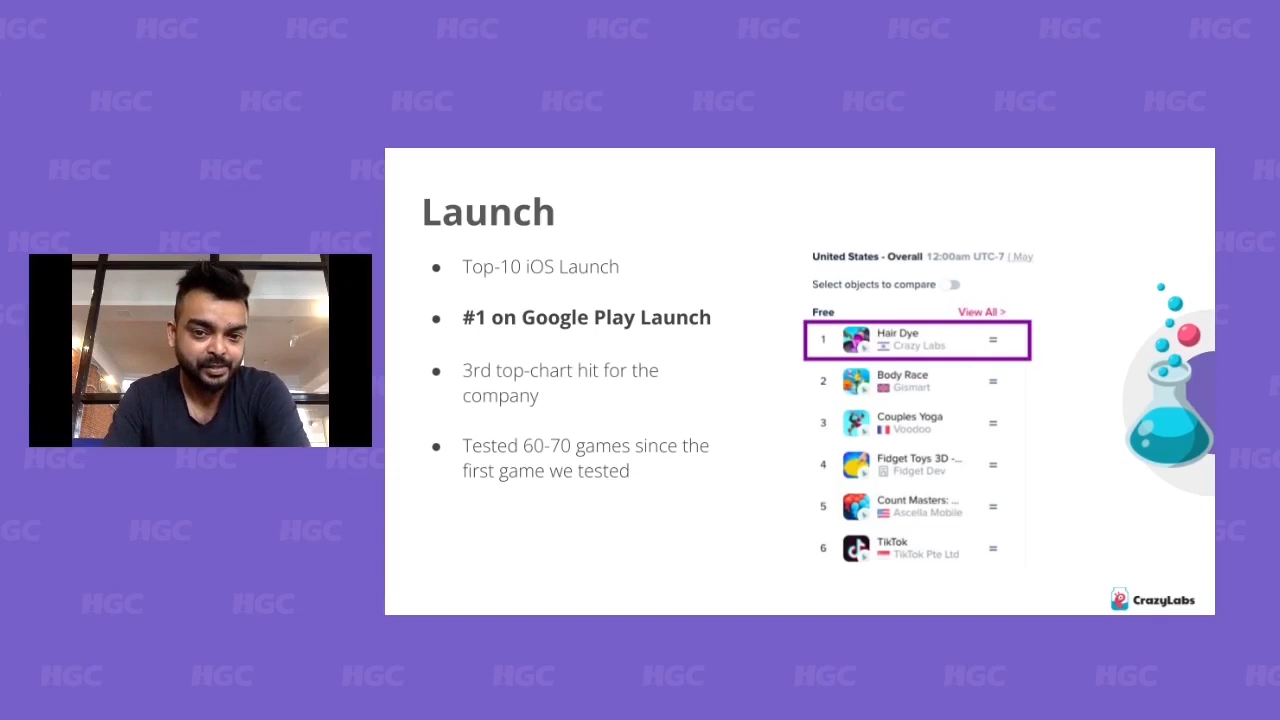 HGC
Launch
● Top-10 iOS Launch
● #1 on Google Play Launch
● 3rd top-chart hit for the
company
● Tested 60-70 games since the
first game we tested
United States - Overall 12:00am UTC-7 | May
Select objects to compare
Free View All >
1 Hair Dye =
Crazy Labs
2 Body Race =
Gismart
3 Couples Yoga =
Voodoo
4 Fidget Toys 3D -... =
Fidget Dev
5 Count Masters: ... =
Ascella Mobile
6 TikTok =
TikTok Pte Ltd
CrazyLabs